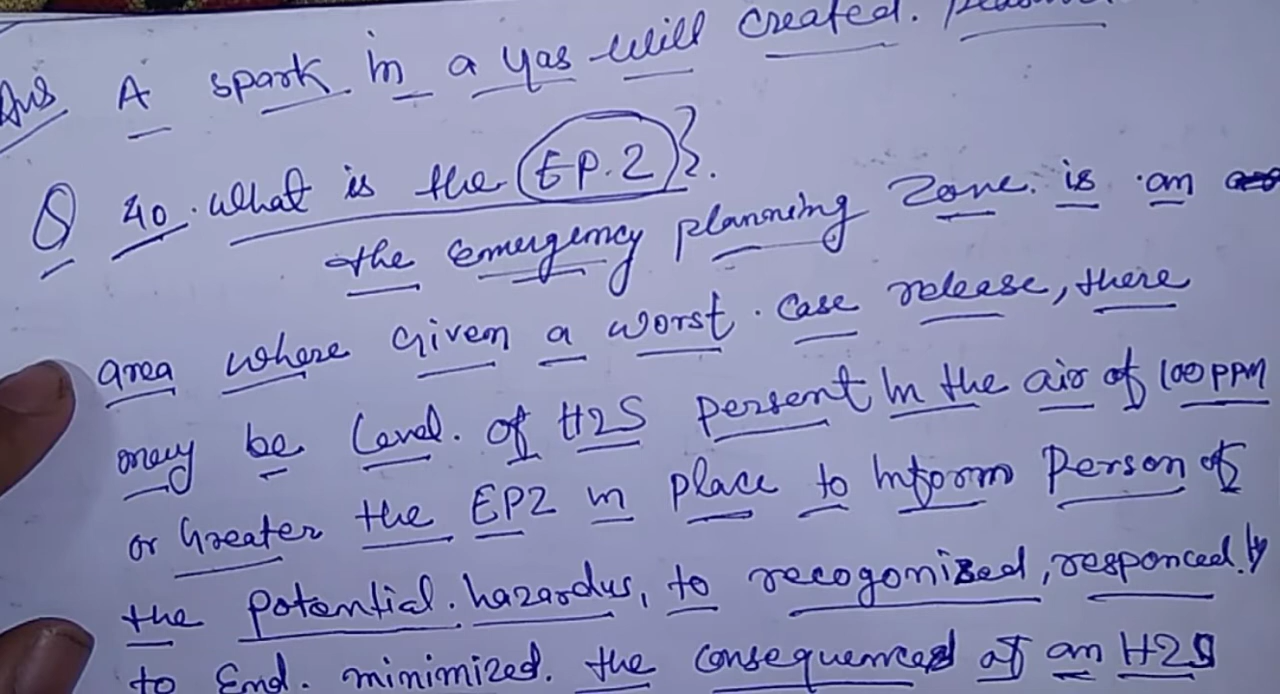 Ans A spark in a gas will created.
Q 40. what is the (EP.2)}.
the emergency planning Zone. is an
area where Given a worst. case release, there
may be level. of H2S persent In the air of 100 PPM
or Greater the EPZ in place to Inform Person of
the Potential. hazardus, to recogonized, responced. by
to End. minimized. the consequences of an H2S